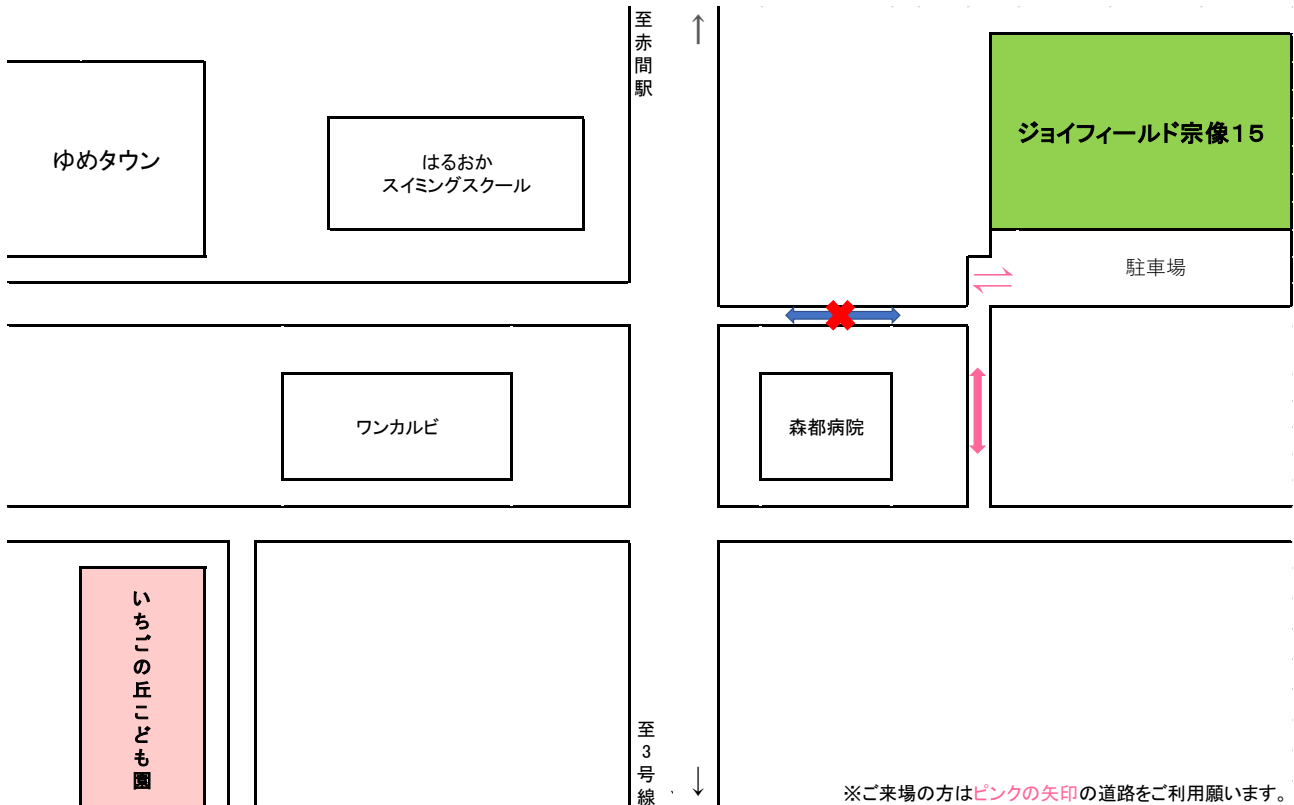 至赤間駅
ジョイフィールド宗像15
ゆめタウン
はるおか
スイミングスクール
駐車場
ワンカルビ
森都病院
いちごの丘こども園
至3号線
※ご来場の方はピンクの矢印の道路をご利用願います。